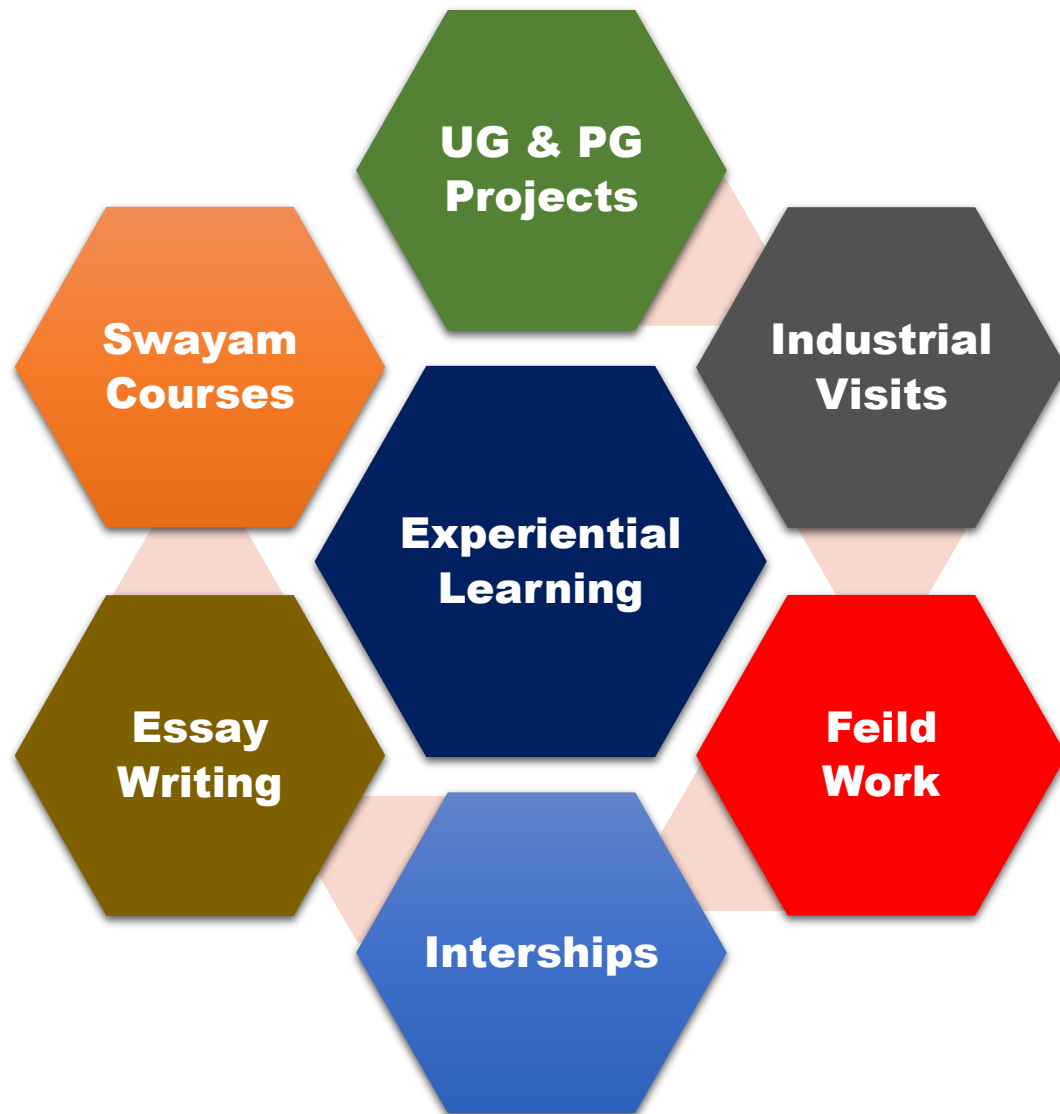 UG & PG
Projects
Industrial
Visits
Feild
Work
Interships
Essay
Writing
Swayam
Courses
Experiential
Learning